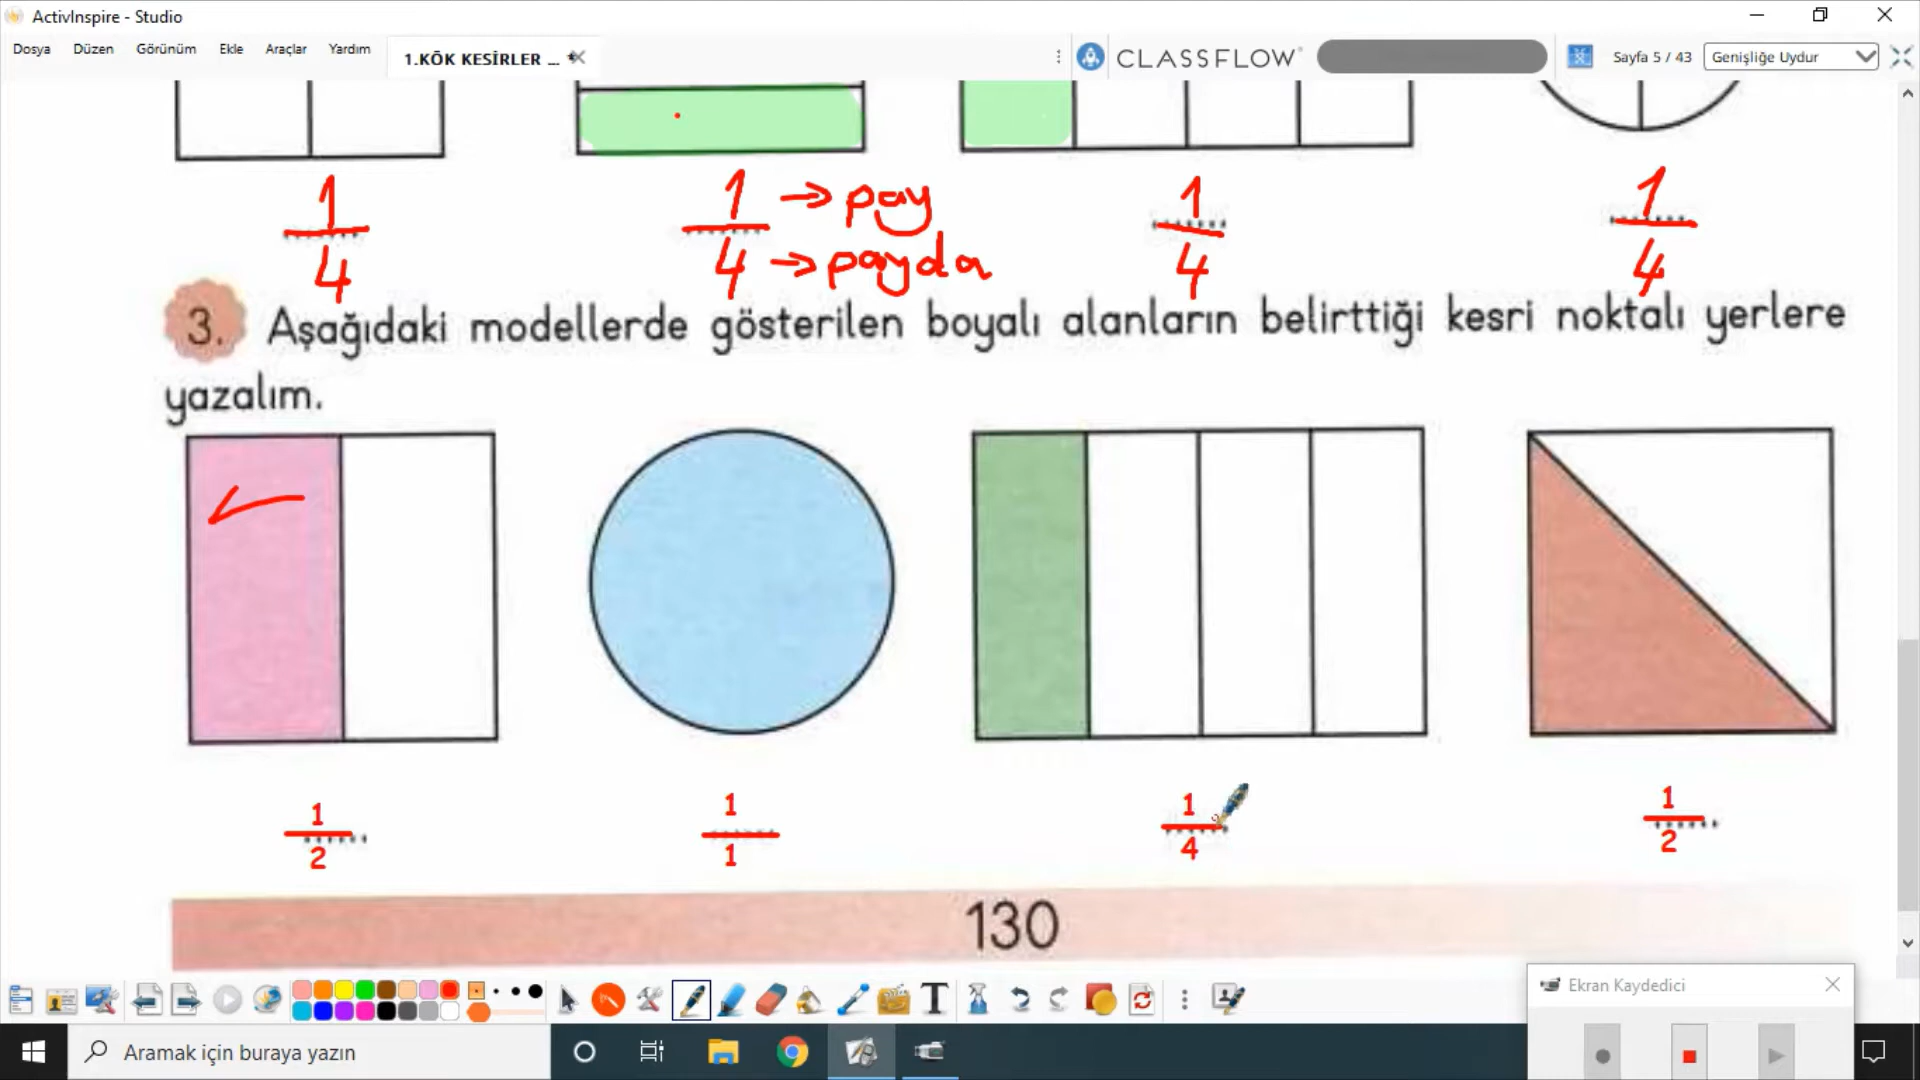 ActivInspire - Studio
Dosya Düzen Görünüm Ekle Araçlar Yardım
1.KÖK KESİRLER ...
CLASSFLOW
Sayfa 5 / 43
Genişliğe Uydur
1 1 → pay 1 1
4 4 → payda 4 4
3. Aşağıdaki modellerde gösterilen boyalı alanların belirttiği kesri noktalı yerlere
yazalım.
1 1 1 1
2 1 4 2
130
Ekran Kaydedici
Aramak için buraya yazın